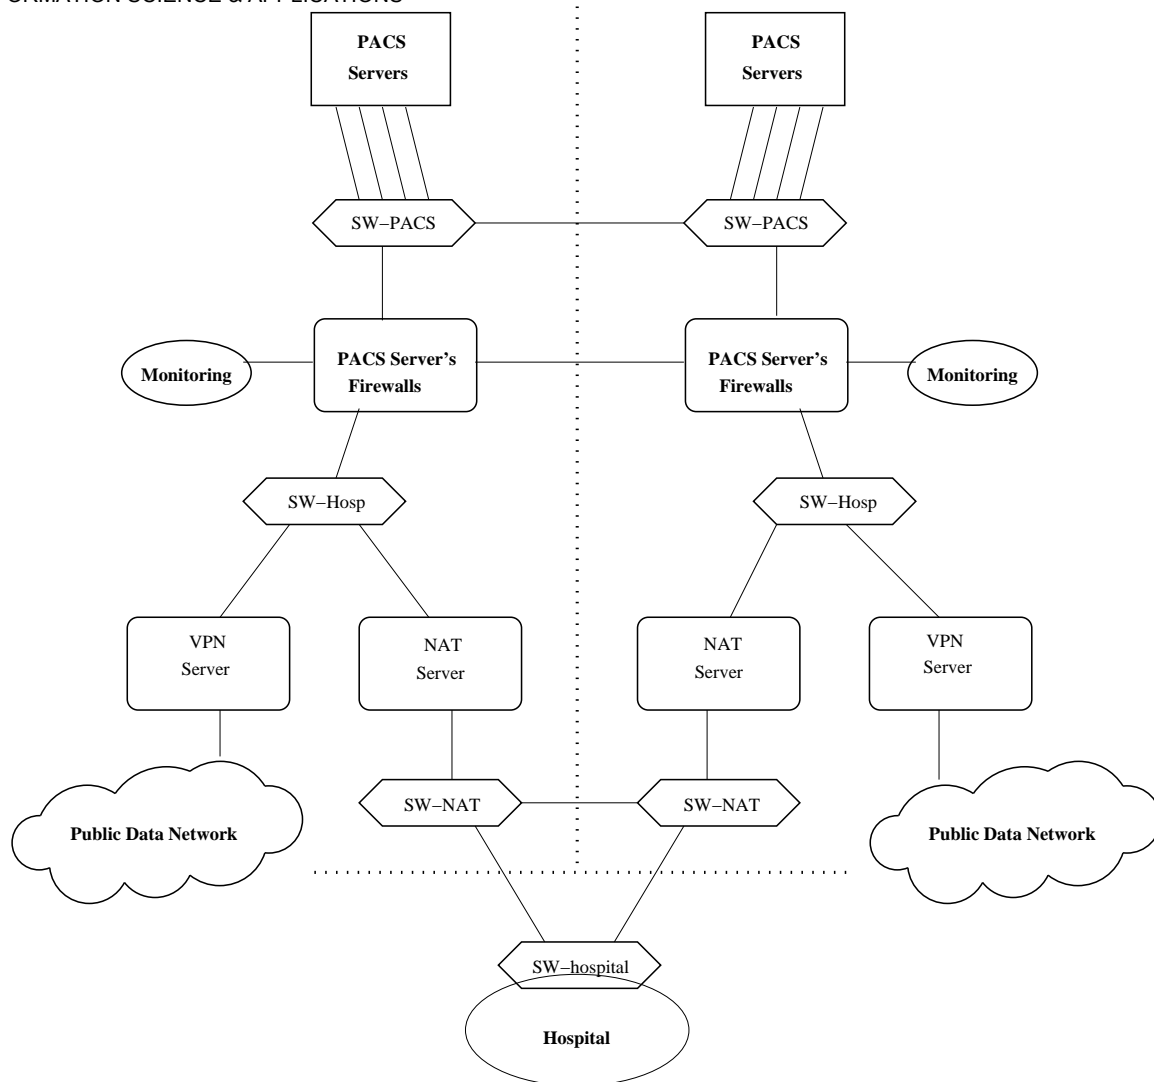 PACS
Servers
PACS
Servers
SW−PACS
SW−PACS
Monitoring
PACS Server's
Firewalls
PACS Server's
Firewalls
Monitoring
SW−Hosp
SW−Hosp
VPN
Server
NAT
Server
NAT
Server
VPN
Server
Public Data Network
SW−NAT
SW−NAT
Public Data Network
SW−hospital
Hospital